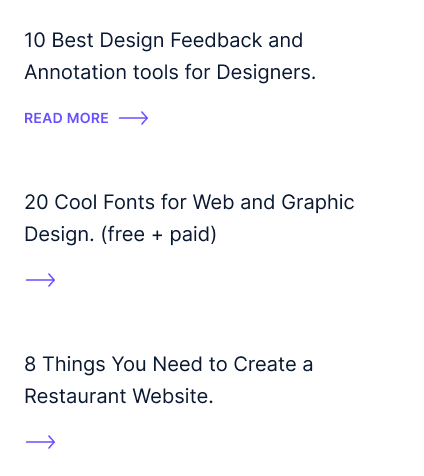 10 Best Design Feedback and
Annotation tools for Designers.
READ MORE
20 Cool Fonts for Web and Graphic
Design. (free + paid)
8 Things You Need to Create a
Restaurant Website.